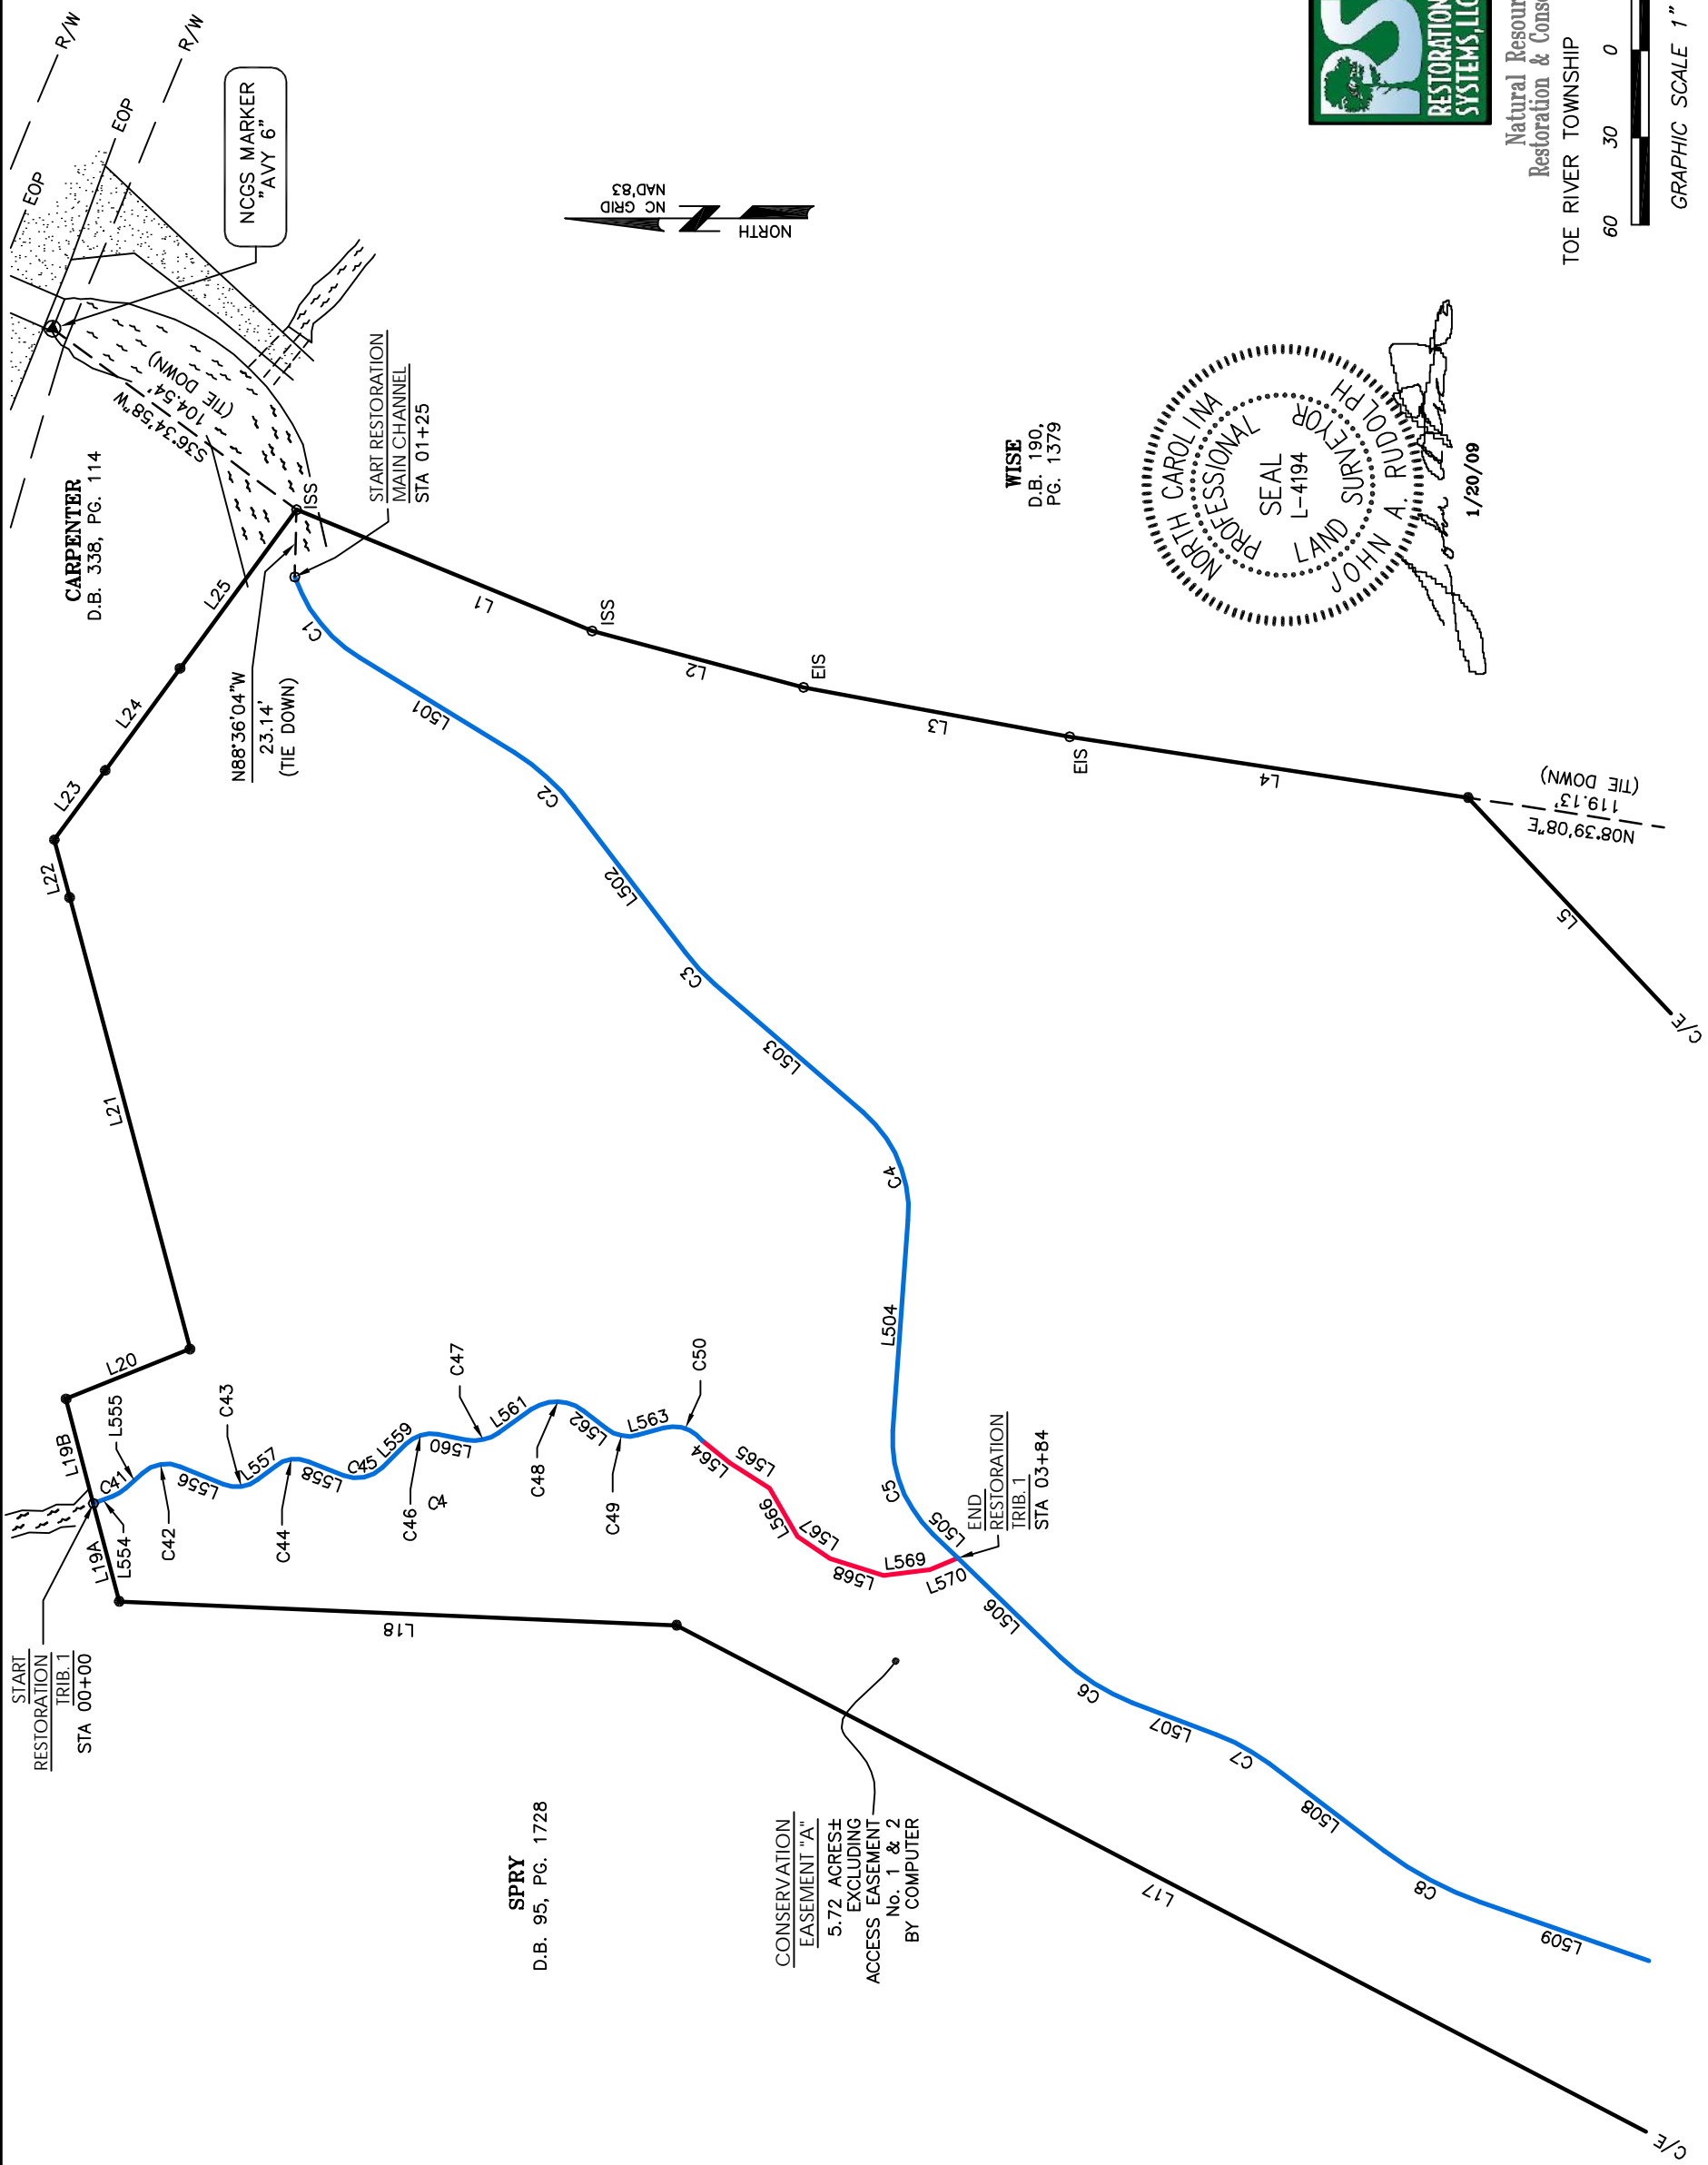 R/W
R/W
EOP
EOP
NCGS MARKER
"AVY 6"
CARPENTER
D.B. 338, PG. 114
S36°34'58"W
104.54'
(TIE DOWN)
ISS
START RESTORATION
MAIN CHANNEL
STA 01+25
N88°36'04"W
23.14'
(TIE DOWN)
NORTH
NC GRID
NAD'83
L25
L24
L23
L22
L21
L20
L19B
L19A
L18
L17
L1
ISS
L2
EIS
L3
EIS
L4
N08°39'08"E
119.13'
(TIE DOWN)
L5
C/E
C/E
C1
L501
C2
L502
C3
L503
C4
L504
C5
L505
L506
C6
L507
C7
L508
C8
L509
START
RESTORATION
TRIB. 1
STA 00+00
L554
C41
L555
C42
L556
C43
L557
C44
L558
C45
L559
C46
C4
L560
C47
L561
C48
L562
C49
L563
C50
L564
L565
L566
L567
L568
L569
L570
END
RESTORATION
TRIB. 1
STA 03+84
SPRY
D.B. 95, PG. 1728
CONSERVATION
EASEMENT "A"
5.72 ACRES±
EXCLUDING
ACCESS EASEMENT
No. 1 & 2
BY COMPUTER
WISE
D.B. 190,
PG. 1379
NORTH CAROLINA
PROFESSIONAL
SEAL
L-4194
LAND SURVEYOR
JOHN A. RUDOLPH
1/20/09
RS
RESTORATION
SYSTEMS, LLC
Natural Resour
Restoration & Conse
TOE RIVER TOWNSHIP
60 30 0
GRAPHIC SCALE 1"